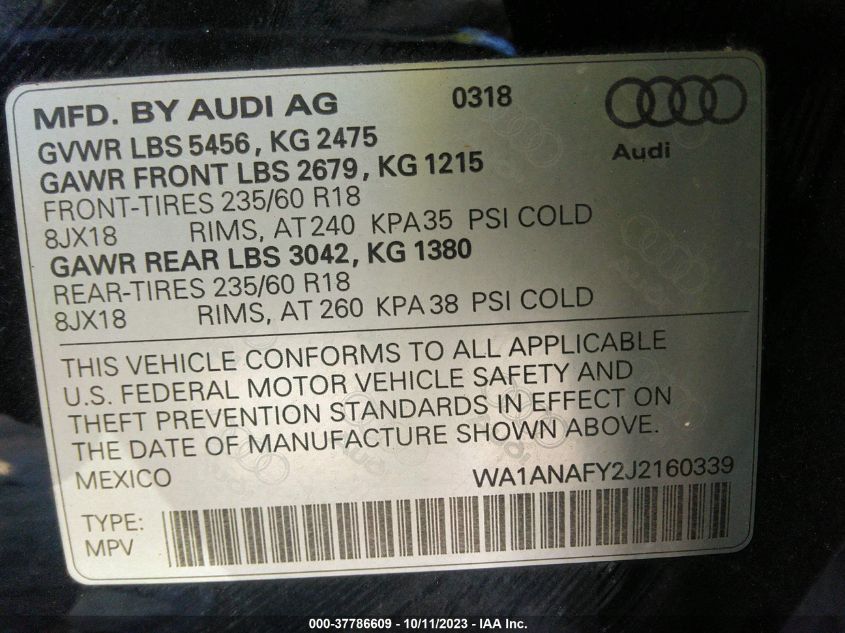 MFD. BY AUDI AG 0318
Audi
GVWR LBS 5456, KG 2475
GAWR FRONT LBS 2679, KG 1215
FRONT-TIRES 235/60 R18
8JX18 RIMS, AT 240 KPA 35 PSI COLD
GAWR REAR LBS 3042, KG 1380
REAR-TIRES 235/60 R18
8JX18 RIMS, AT 260 KPA 38 PSI COLD
THIS VEHICLE CONFORMS TO ALL APPLICABLE
U.S. FEDERAL MOTOR VEHICLE SAFETY AND
THEFT PREVENTION STANDARDS IN EFFECT ON
THE DATE OF MANUFACTURE SHOWN ABOVE.
MEXICO WA1ANAFY2J2160339
TYPE:
MPV
000-37786609 - 10/11/2023 - IAA Inc.